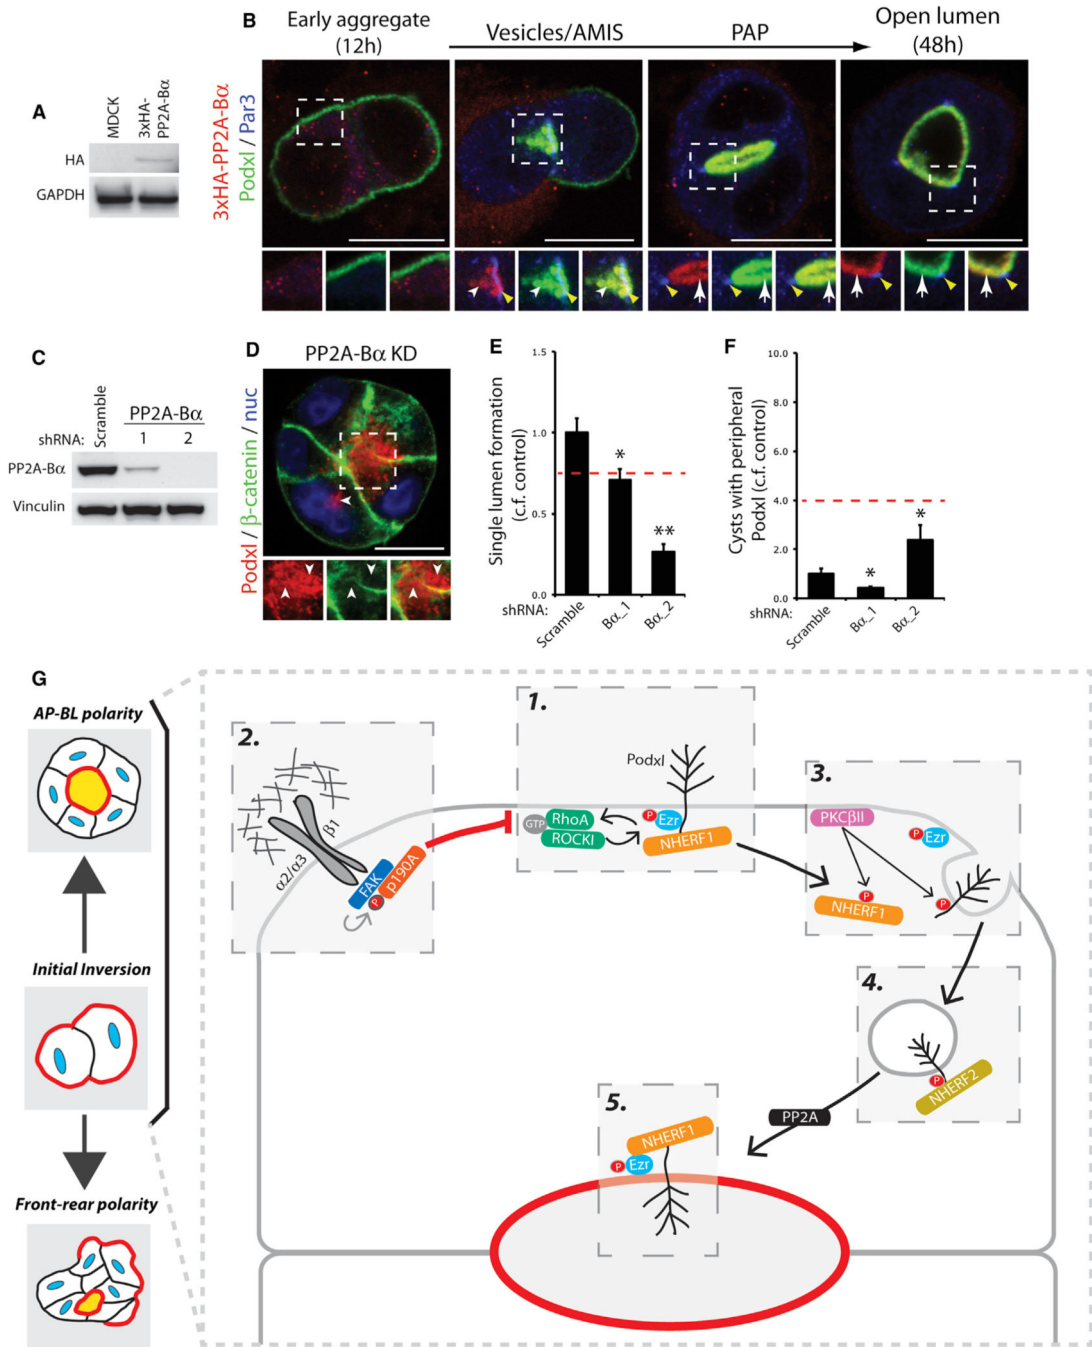 A
MDCK
3xHA-
PP2A-Bα
HA
GAPDH
B
Early aggregate
(12h)
Vesicles/AMIS
PAP
Open lumen
(48h)
3xHA-PP2A-Bα
Podxl / Par3
C
Scramble
PP2A-Bα
shRNA:
1
2
PP2A-Bα
Vinculin
D
PP2A-Bα KD
Podxl / β-catenin / nuc
E
Single lumen formation
(c.f. control)
1.5
1.0
0.5
0.0
*
**
shRNA:
Scramble
Bα_1
Bα_2
F
Cysts with peripheral
Podxl (c.f. control)
10.0
8.0
6.0
4.0
2.0
0.0
*
*
shRNA:
Scramble
Bα_1
Bα_2
G
AP-BL polarity
Initial Inversion
Front-rear polarity
1.
Podxl
GTP
RhoA
ROCKI
P
Ezr
NHERF1
2.
α2/α3
β1
FAK
p190A
P
3.
PKCβII
P
Ezr
P
NHERF1
P
4.
P
NHERF2
PP2A
5.
NHERF1
P
Ezr